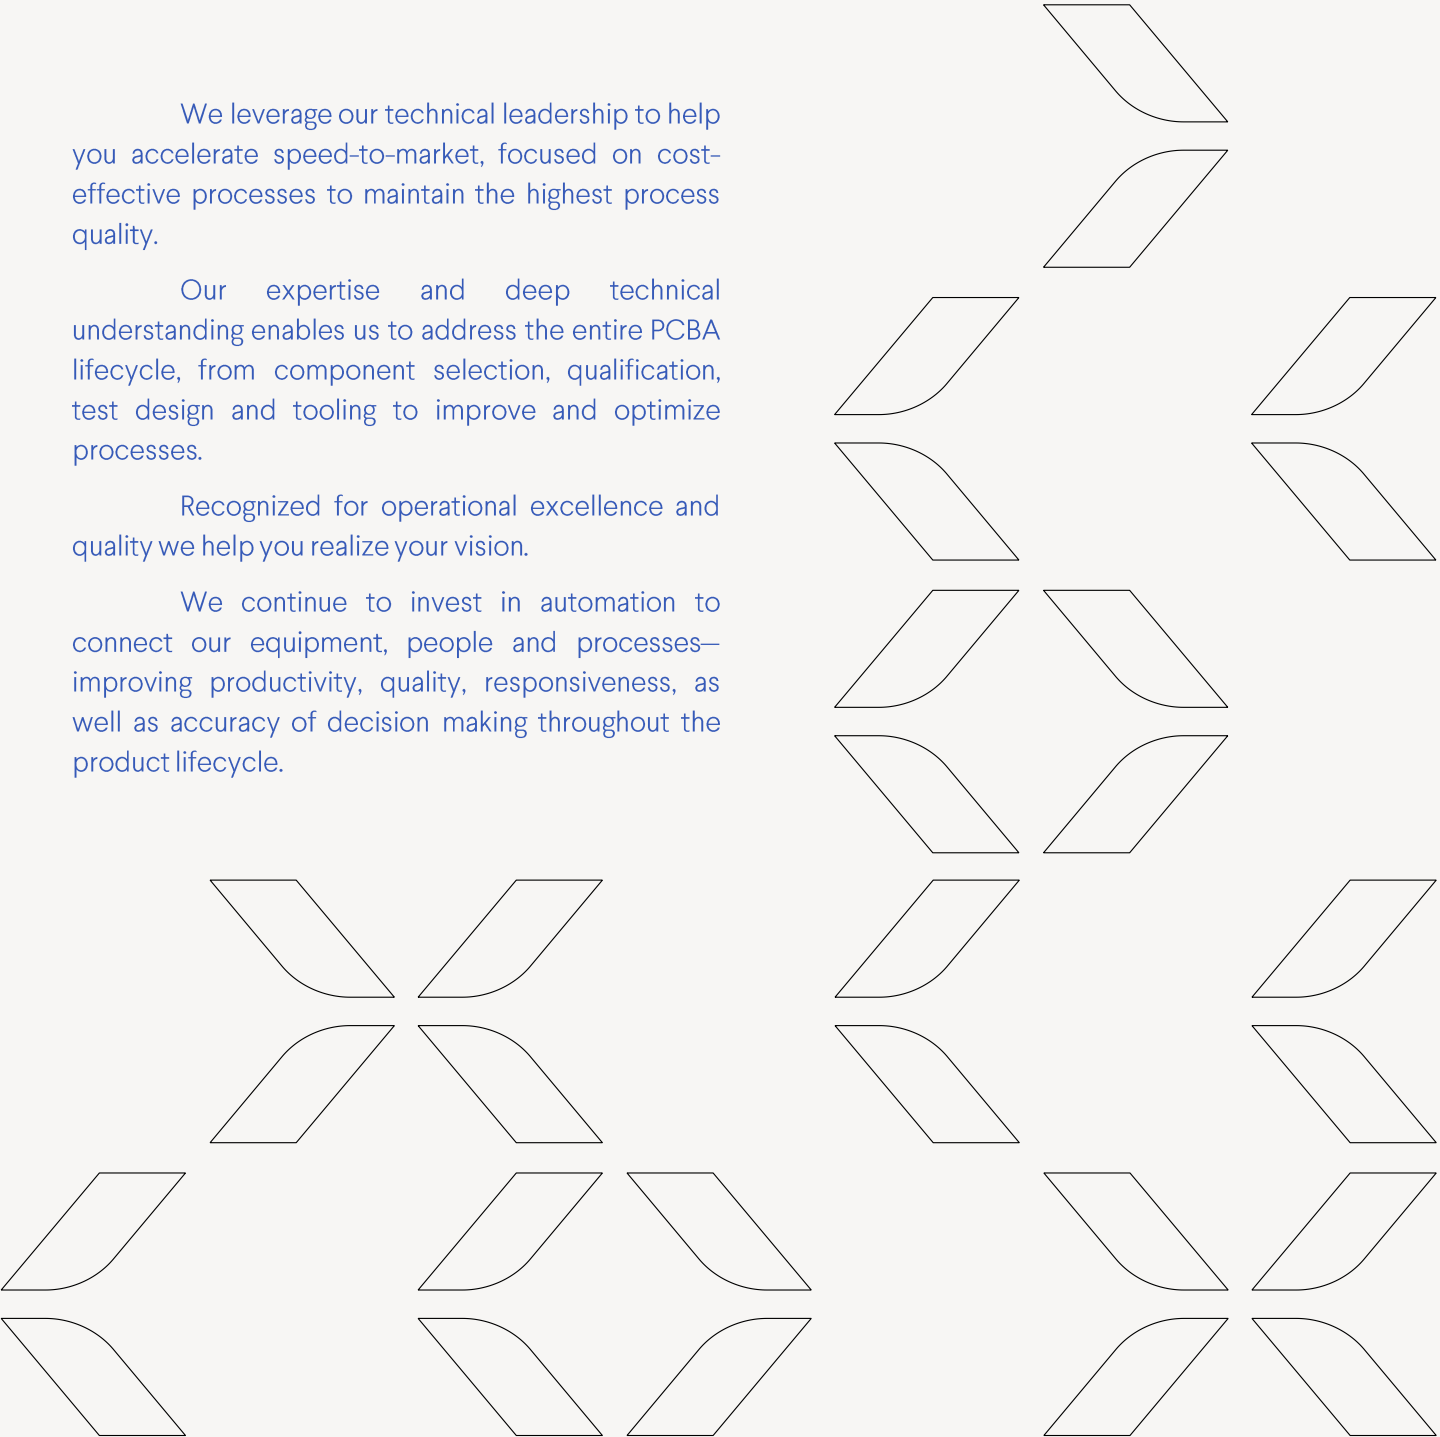 We leverage our technical leadership to help
you accelerate speed-to-market, focused on cost-
effective processes to maintain the highest process
quality.
Our expertise and deep technical
understanding enables us to address the entire PCBA
lifecycle, from component selection, qualification,
test design and tooling to improve and optimize
processes.
Recognized for operational excellence and
quality we help you realize your vision.
We continue to invest in automation to
connect our equipment, people and processes—
improving productivity, quality, responsiveness, as
well as accuracy of decision making throughout the
product lifecycle.